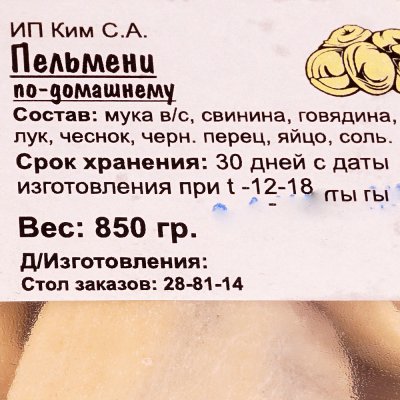 ИП Ким С.А.
Пельмени
по-домашнему
Состав: мука в/с, свинина, говядина,
лук, чеснок, черн. перец, яйцо, соль.
Срок хранения: 30 дней с даты
изготовления при t -12-18
Вес: 850 гр.
Д/Изготовления:
Стол заказов: 28-81-14